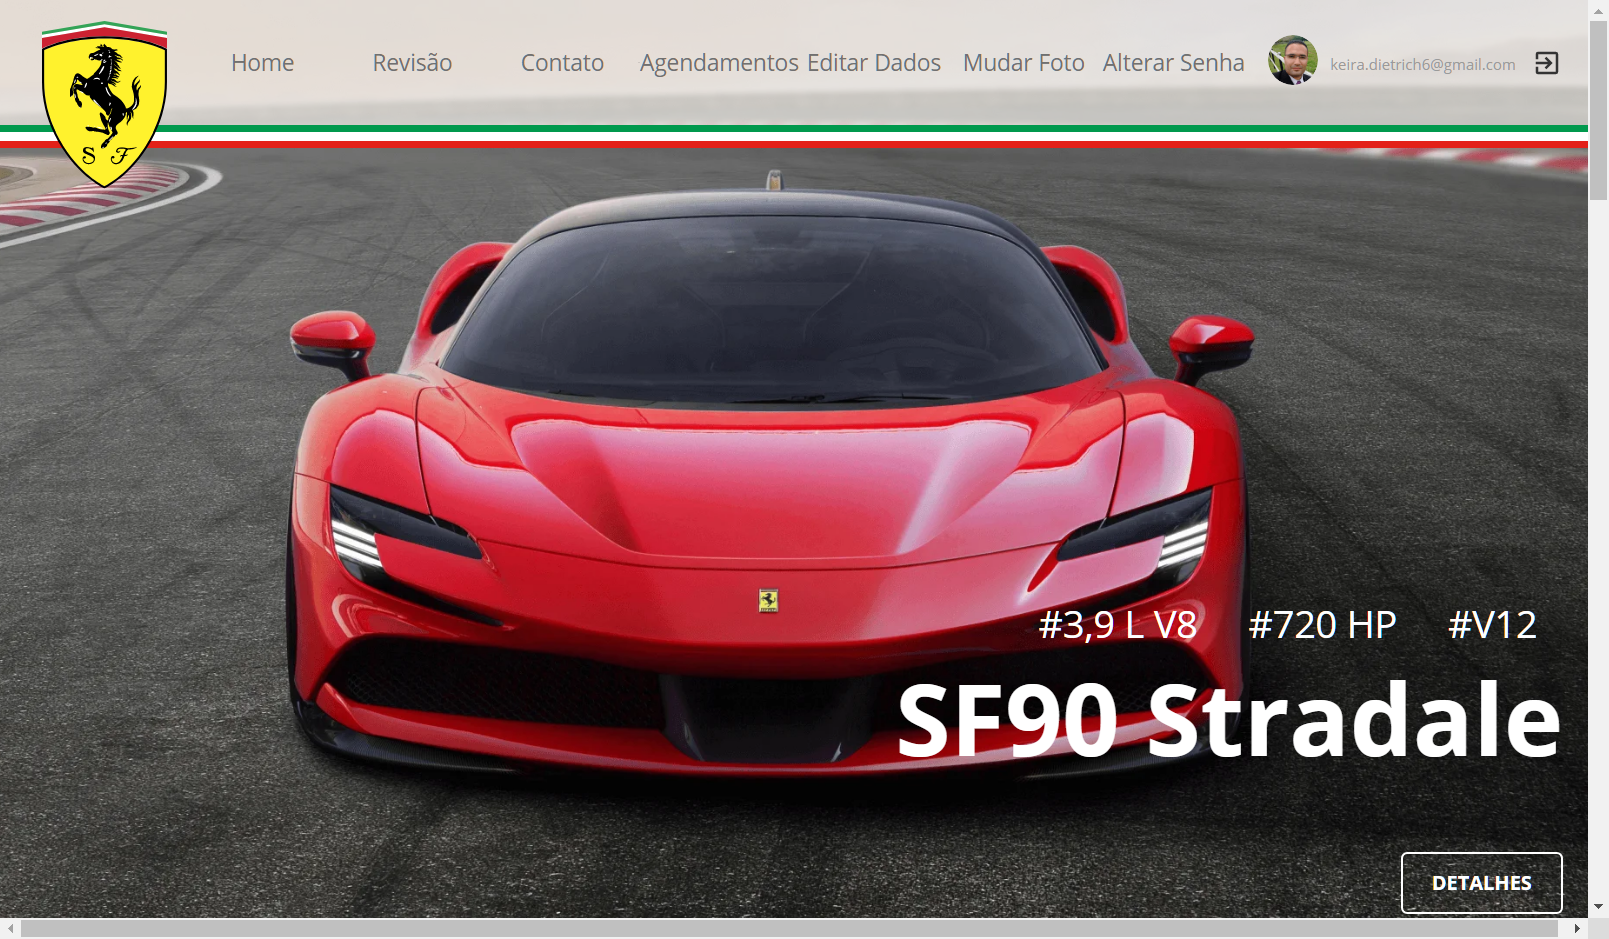 Home Revisão Contato Agendamentos Editar Dados Mudar Foto Alterar Senha keira.dietrich6@gmail.com
S F
#3,9 L V8 #720 HP #V12
SF90 Stradale
DETALHES